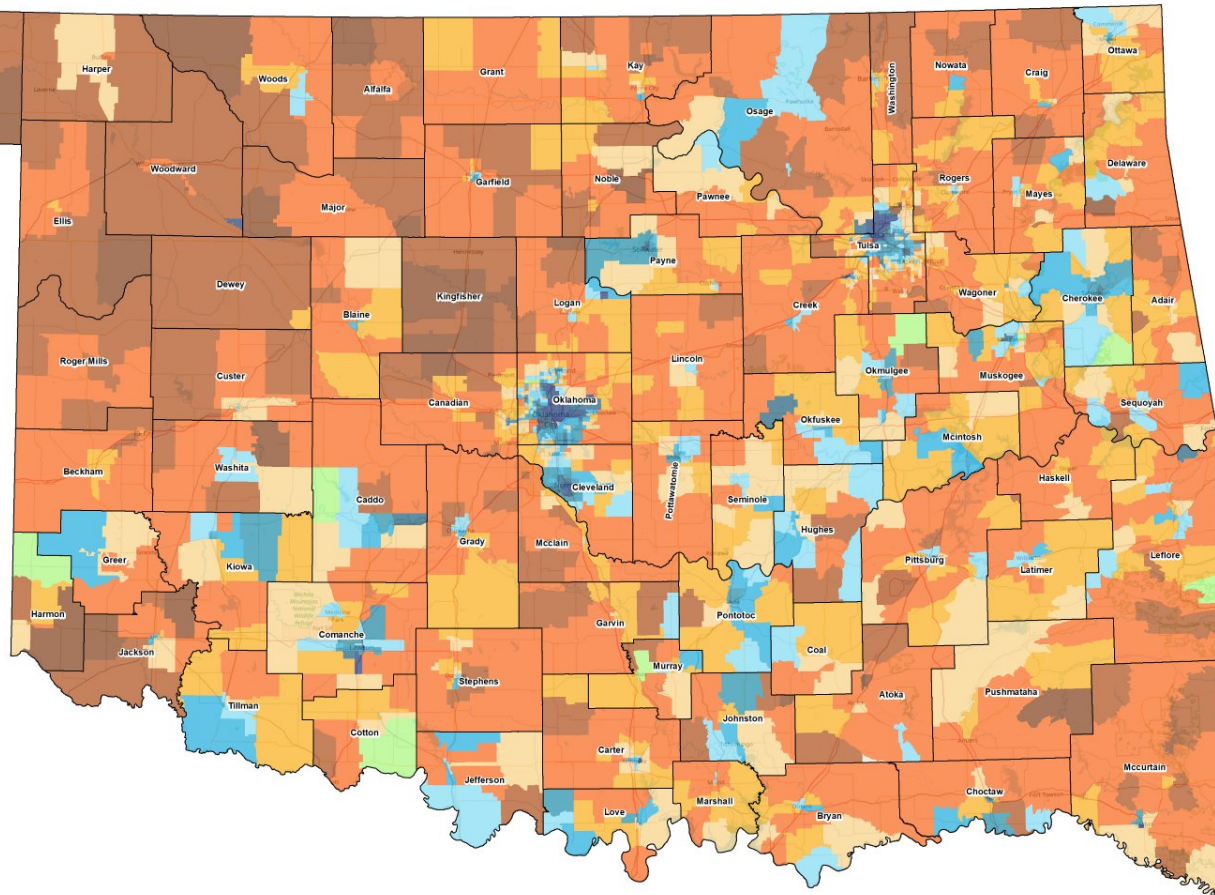 Harper
Woods
Alfalfa
Grant
Kay
Osage
Washington
Nowata
Craig
Ottawa
Woodward
Ellis
Major
Garfield
Noble
Pawnee
Rogers
Mayes
Delaware
Dewey
Blaine
Kingfisher
Logan
Payne
Creek
Tulsa
Wagoner
Cherokee
Adair
Roger Mills
Custer
Canadian
Oklahoma
Lincoln
Okmulgee
Muskogee
Sequoyah
Okfuskee
Mcintosh
Beckham
Washita
Caddo
Cleveland
Pottawatomie
Seminole
Haskell
Greer
Kiowa
Grady
Mcclain
Hughes
Pittsburg
Latimer
Leflore
Harmon
Jackson
Comanche
Garvin
Pontotoc
Coal
Stephens
Murray
Tillman
Cotton
Johnston
Atoka
Pushmataha
Jefferson
Carter
Love
Marshall
Bryan
Choctaw
Mccurtain